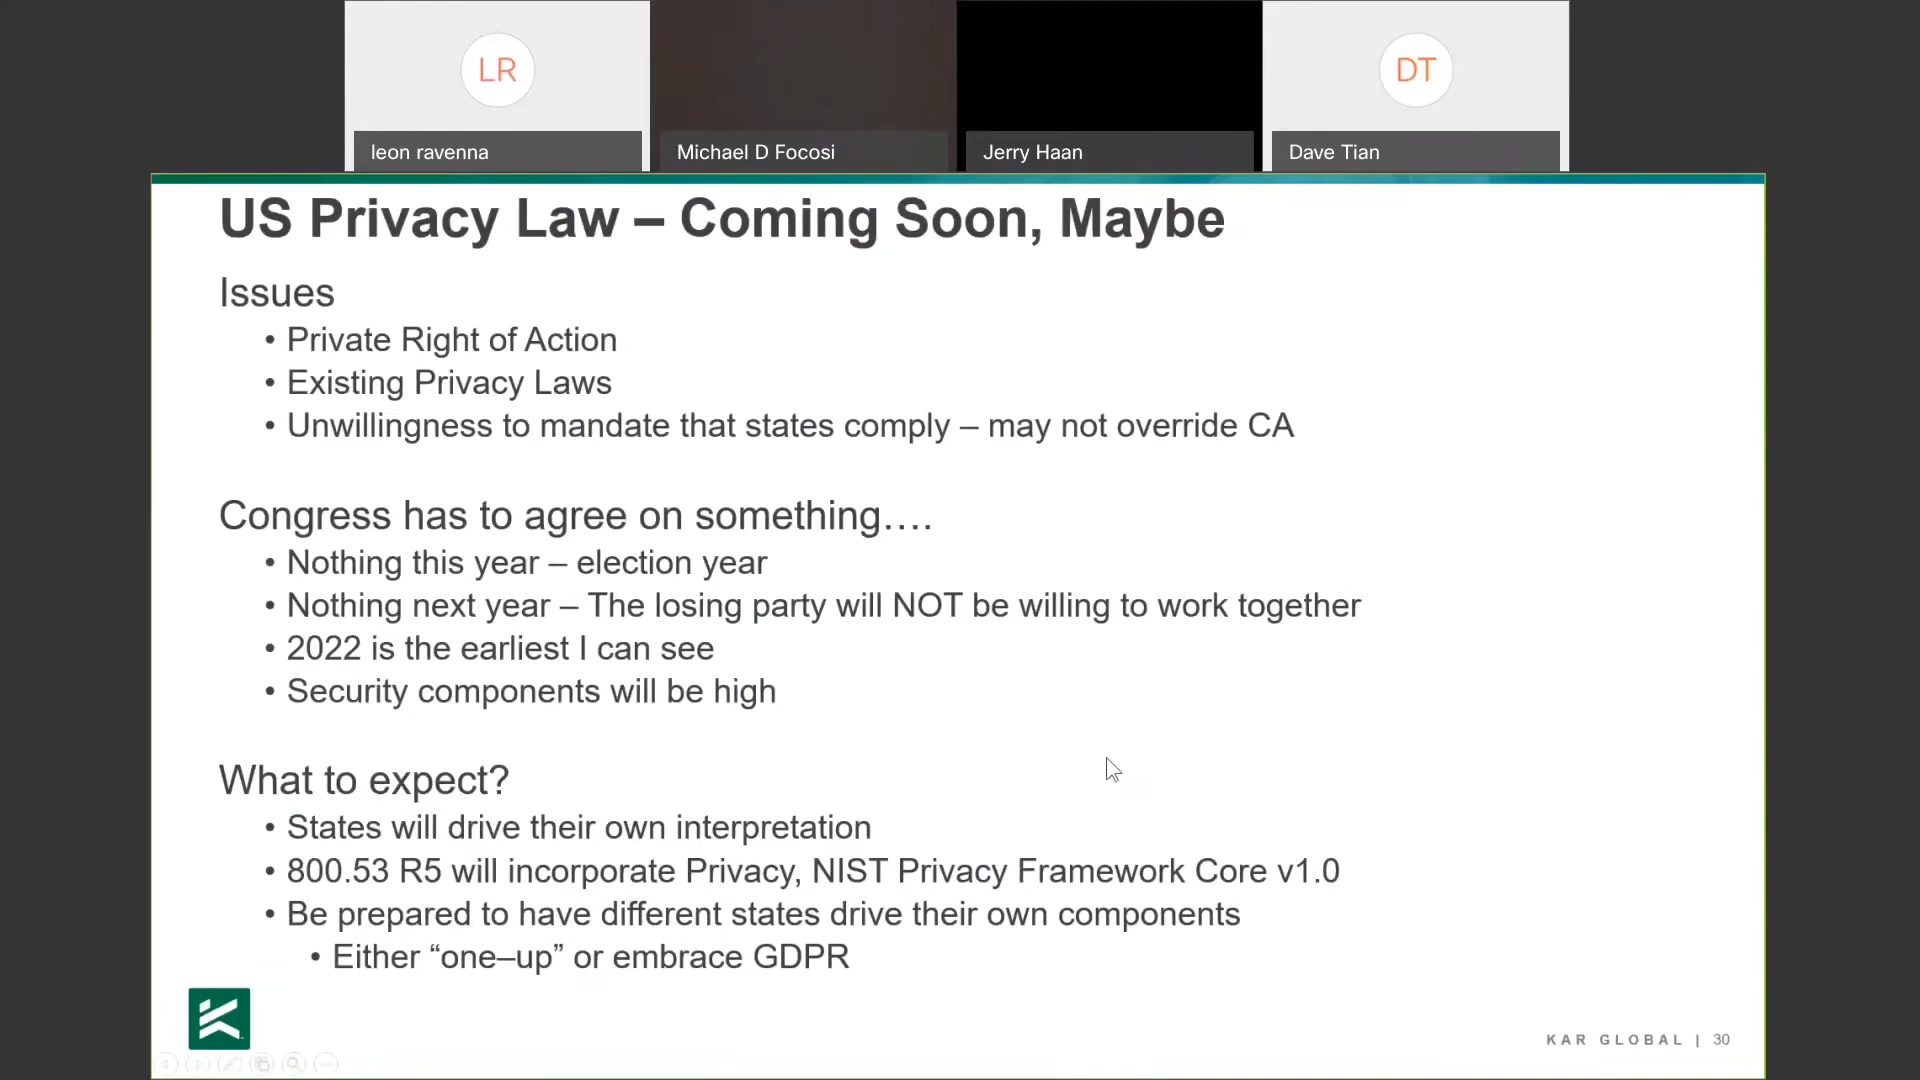 LR
DT
leon ravenna
Michael D Focosi
Jerry Haan
Dave Tian
US Privacy Law – Coming Soon, Maybe
Issues
• Private Right of Action
• Existing Privacy Laws
• Unwillingness to mandate that states comply – may not override CA
Congress has to agree on something….
• Nothing this year – election year
• Nothing next year – The losing party will NOT be willing to work together
• 2022 is the earliest I can see
• Security components will be high
What to expect?
• States will drive their own interpretation
• 800.53 R5 will incorporate Privacy, NIST Privacy Framework Core v1.0
• Be prepared to have different states drive their own components
• Either “one–up” or embrace GDPR
KAR GLOBAL | 30